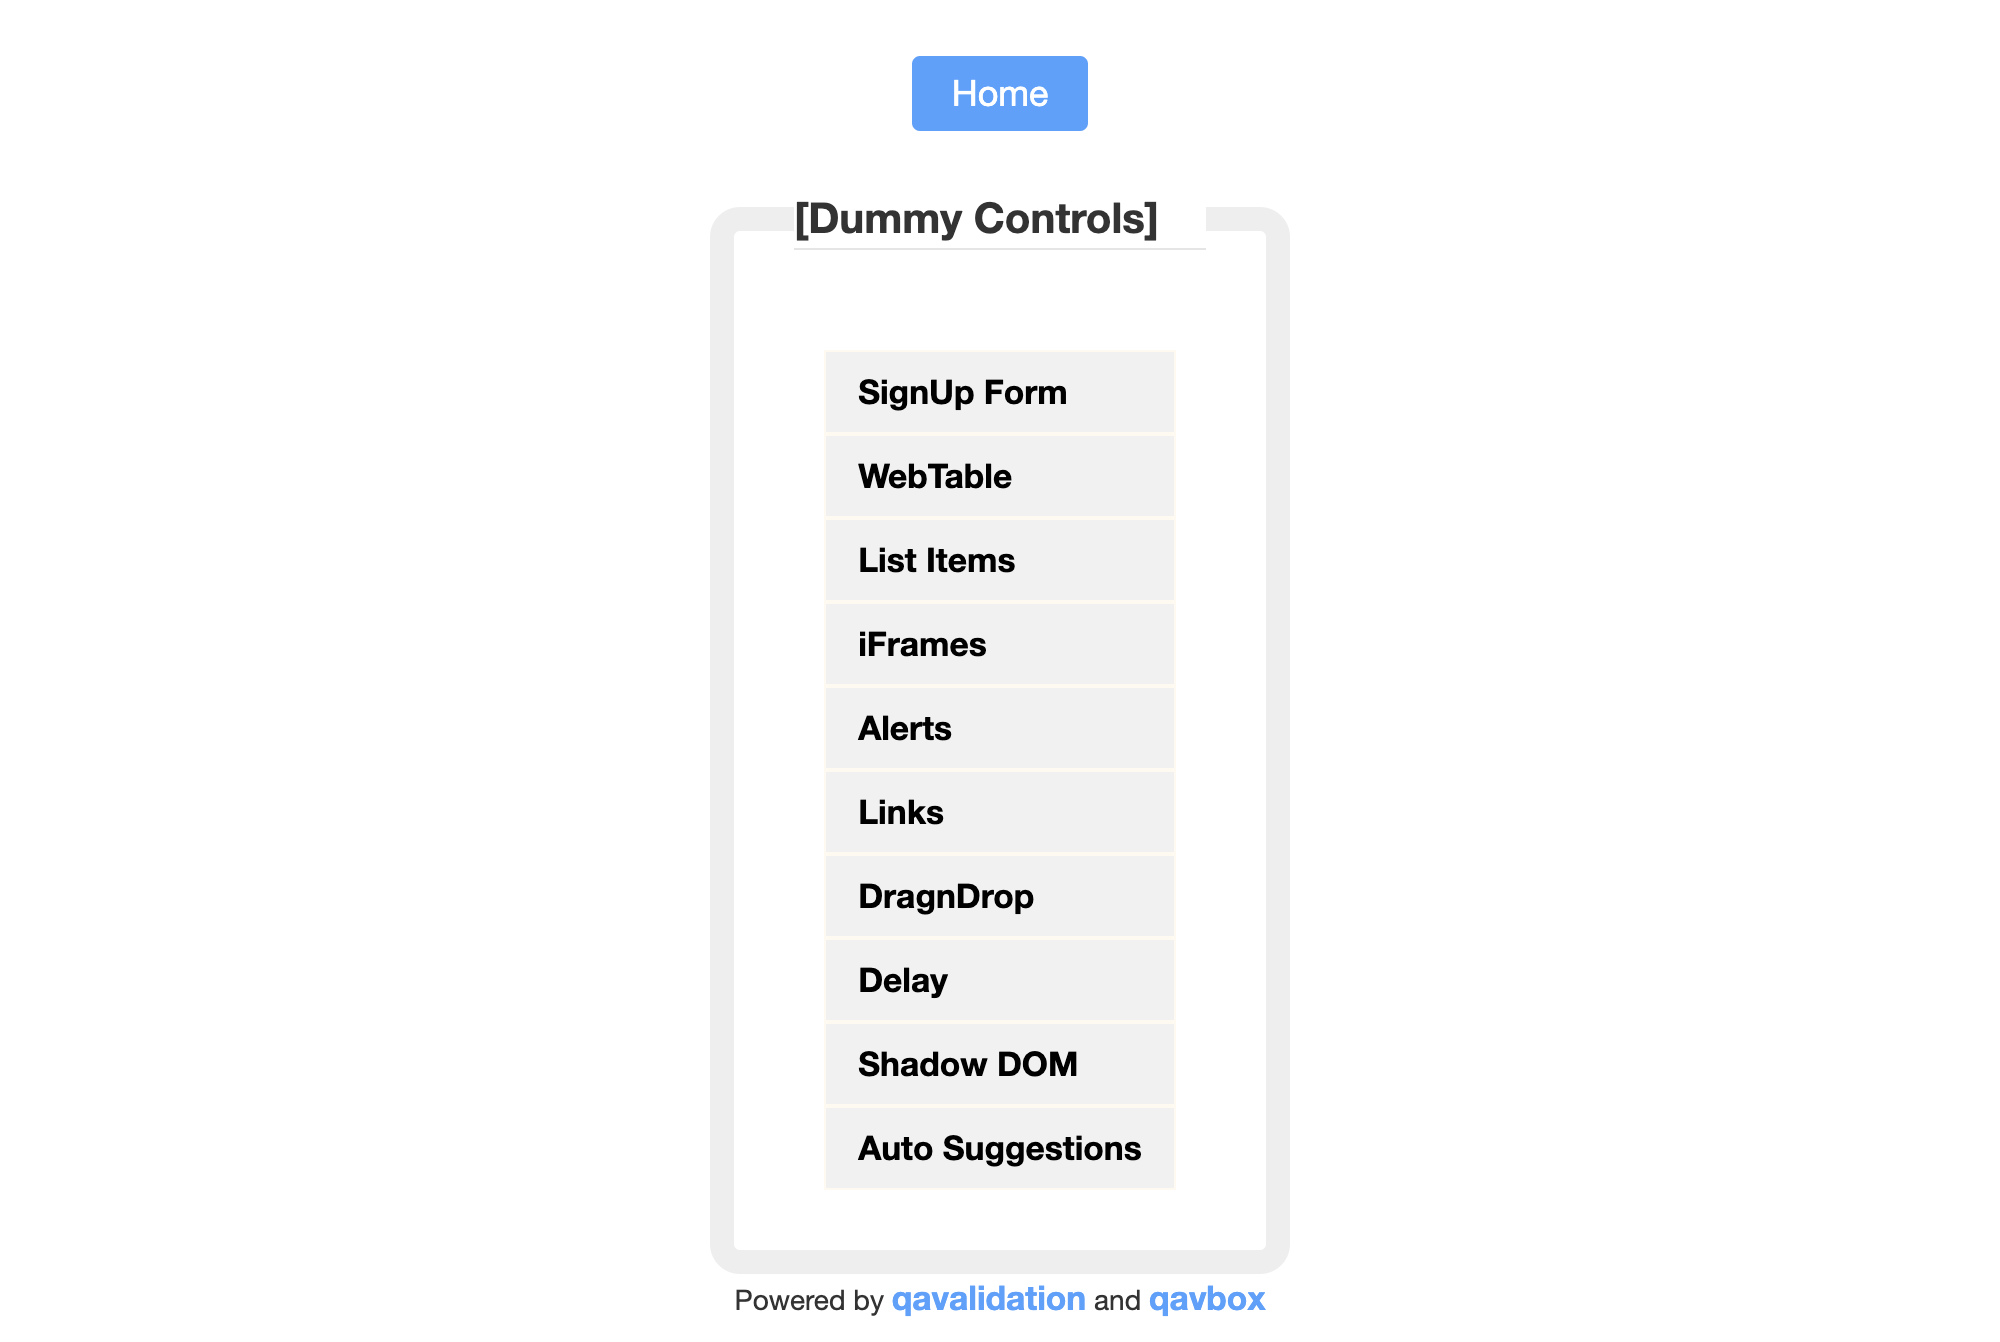 Home
[Dummy Controls]
SignUp Form
WebTable
List Items
iFrames
Alerts
Links
DragnDrop
Delay
Shadow DOM
Auto Suggestions
Powered by qavalidation and qavbox